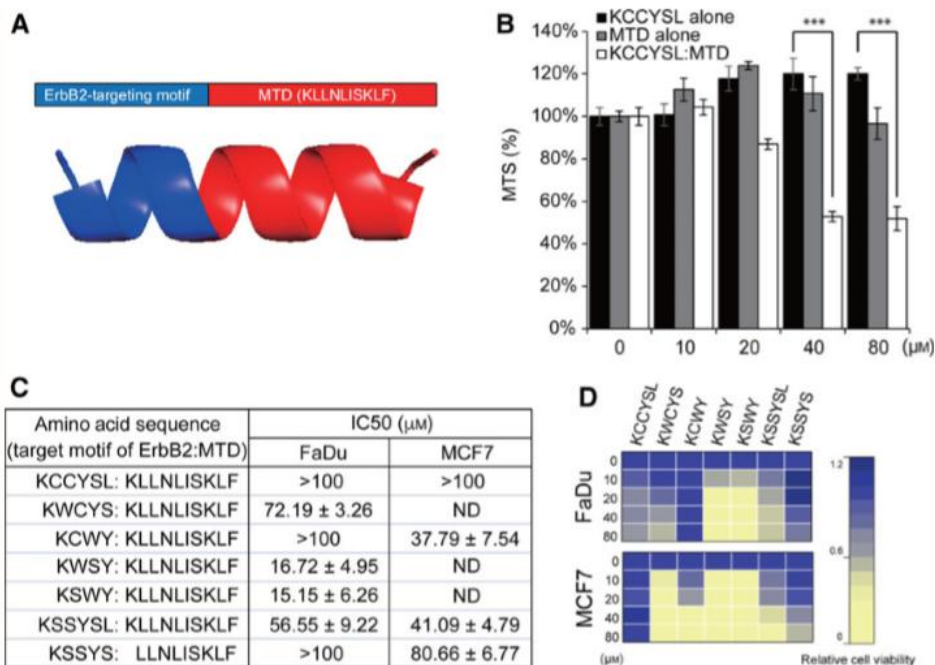 A
ErbB2-targeting motif MTD (KLLNLISKLF)
B
KCCYSL alone
MTD alone
KCCYSL:MTD
*** ***
140%
120%
100%
80%
60%
40%
20%
0%
MTS (%)
0 10 20 40 80 (μM)
C
Amino acid sequence
(target motif of ErbB2:MTD)
IC50 (μM)
FaDu MCF7
KCCYSL: KLLNLISKLF >100 >100
KWCYS: KLLNLISKLF 72.19 ± 3.26 ND
KCWY: KLLNLISKLF >100 37.79 ± 7.54
KWSY: KLLNLISKLF 16.72 ± 4.95 ND
KSWY: KLLNLISKLF 15.15 ± 6.26 ND
KSSYSL: KLLNLISKLF 56.55 ± 9.22 41.09 ± 4.79
KSSYS: LLNLISKLF >100 80.66 ± 6.77
D
KCCYSL KWCYS KCWY KWSY KSWY KSSYSL KSSYS
FaDu
0
10
20
40
80
MCF7
0
10
20
40
80
(μM)
1.2
0.6
0
Relative cell viability